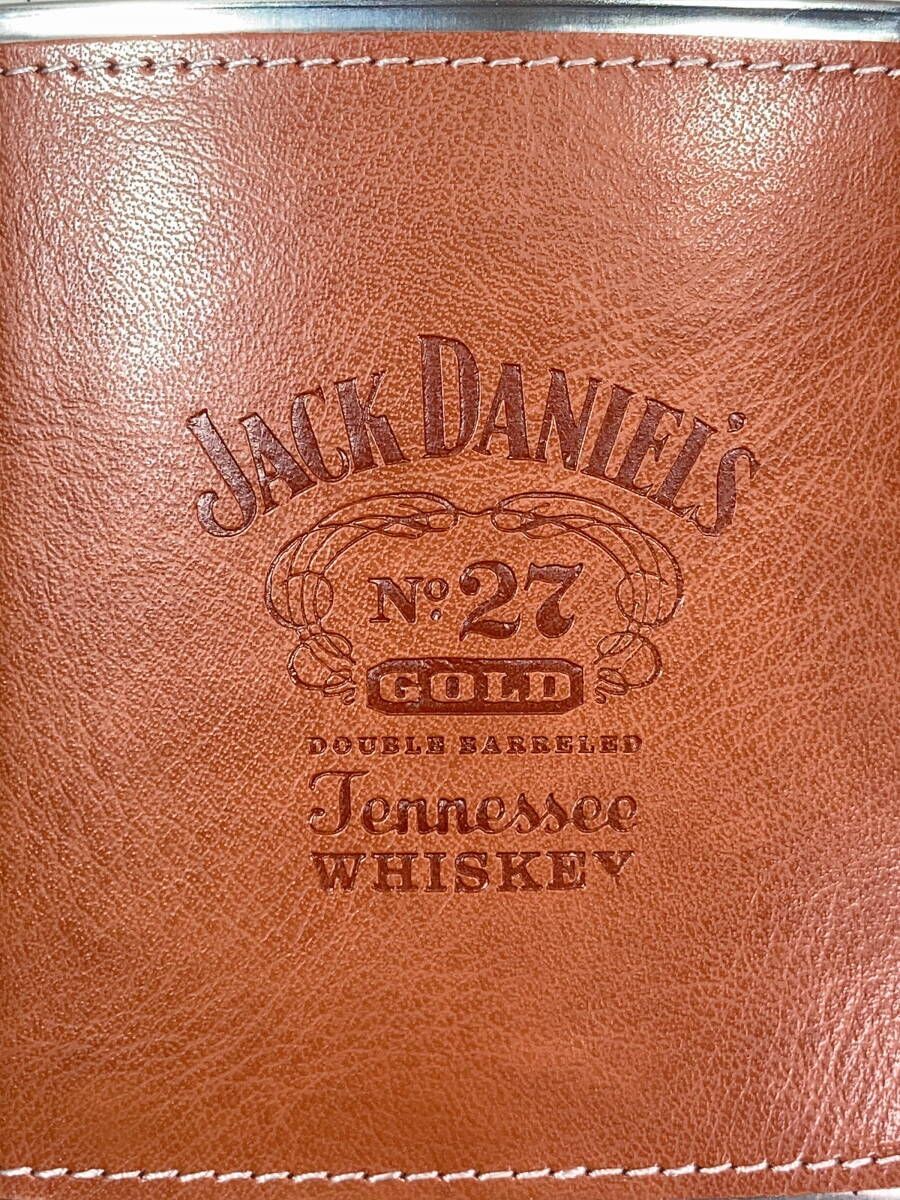 JACK DANIEL'S
No. 27
GOLD
DOUBLE BARRELED
Tennessee
WHISKEY